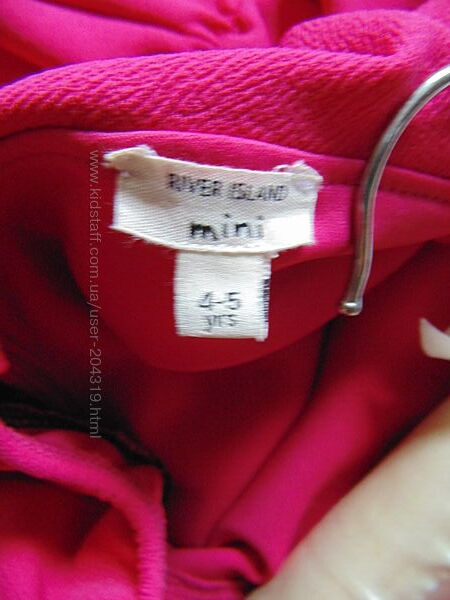 RIVER ISLAND
mini
4-5
yrs
www.kidstaff.com.ua/user-204319.html